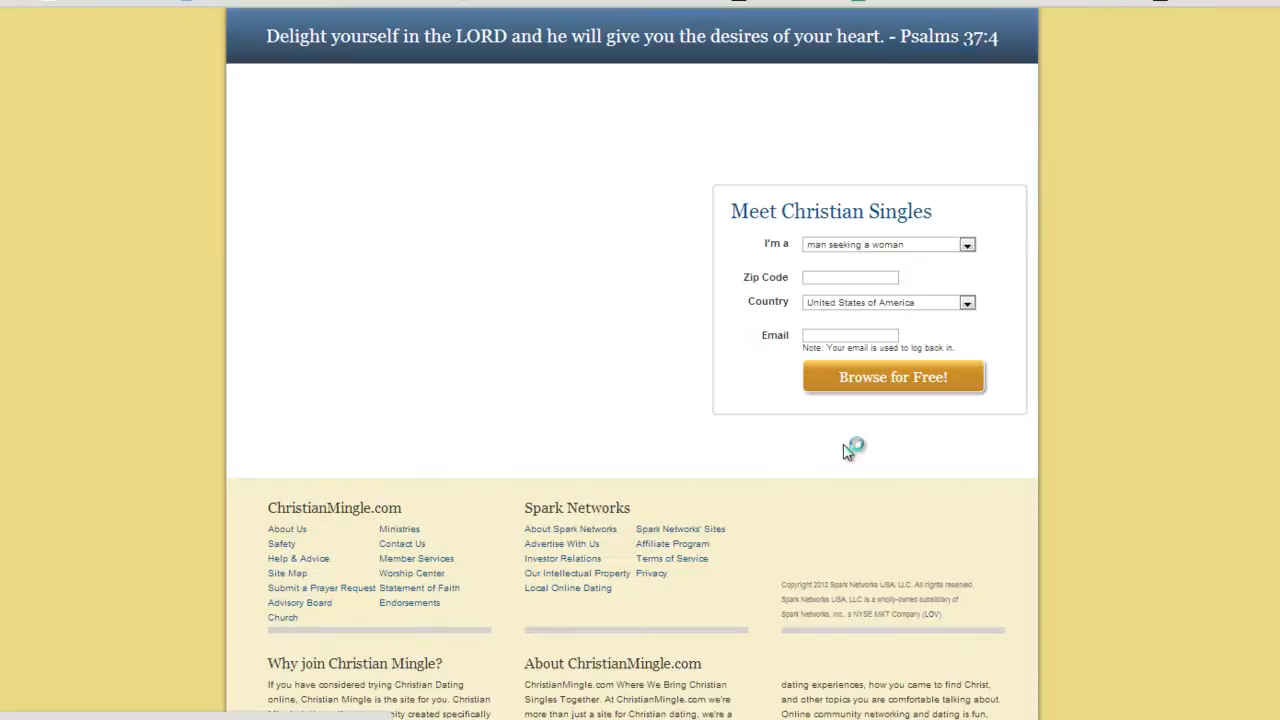 Delight yourself in the LORD and he will give you the desires of your heart. - Psalms 37:4
Meet Christian Singles
I'm a
man seeking a woman
Zip Code
Country
United States of America
Email
Note: Your email is used to log back in.
Browse for Free!
ChristianMingle.com
About Us
Safety
Help & Advice
Site Map
Submit a Prayer Request
Advisory Board
Church
Ministries
Contact Us
Member Services
Worship Center
Statement of Faith
Endorsements
Spark Networks
About Spark Networks
Advertise With Us
Investor Relations
Our Intellectual Property
Local Online Dating
Spark Networks' Sites
Affiliate Program
Terms of Service
Privacy
Copyright 2012 Spark Networks USA, LLC. All rights reserved.
Spark Networks USA, LLC is a wholly-owned subsidiary of
Spark Networks, Inc., a NYSE MKT Company (LOV)
Why join Christian Mingle?
If you have considered trying Christian Dating
online, Christian Mingle is the site for you. Christian
community created specifically
About ChristianMingle.com
ChristianMingle.com Where We Bring Christian
Singles Together. At ChristianMingle.com we're
more than just a site for Christian dating, we're a
dating experiences, how you came to find Christ,
and other topics you are comfortable talking about.
Online community networking and dating is fun,